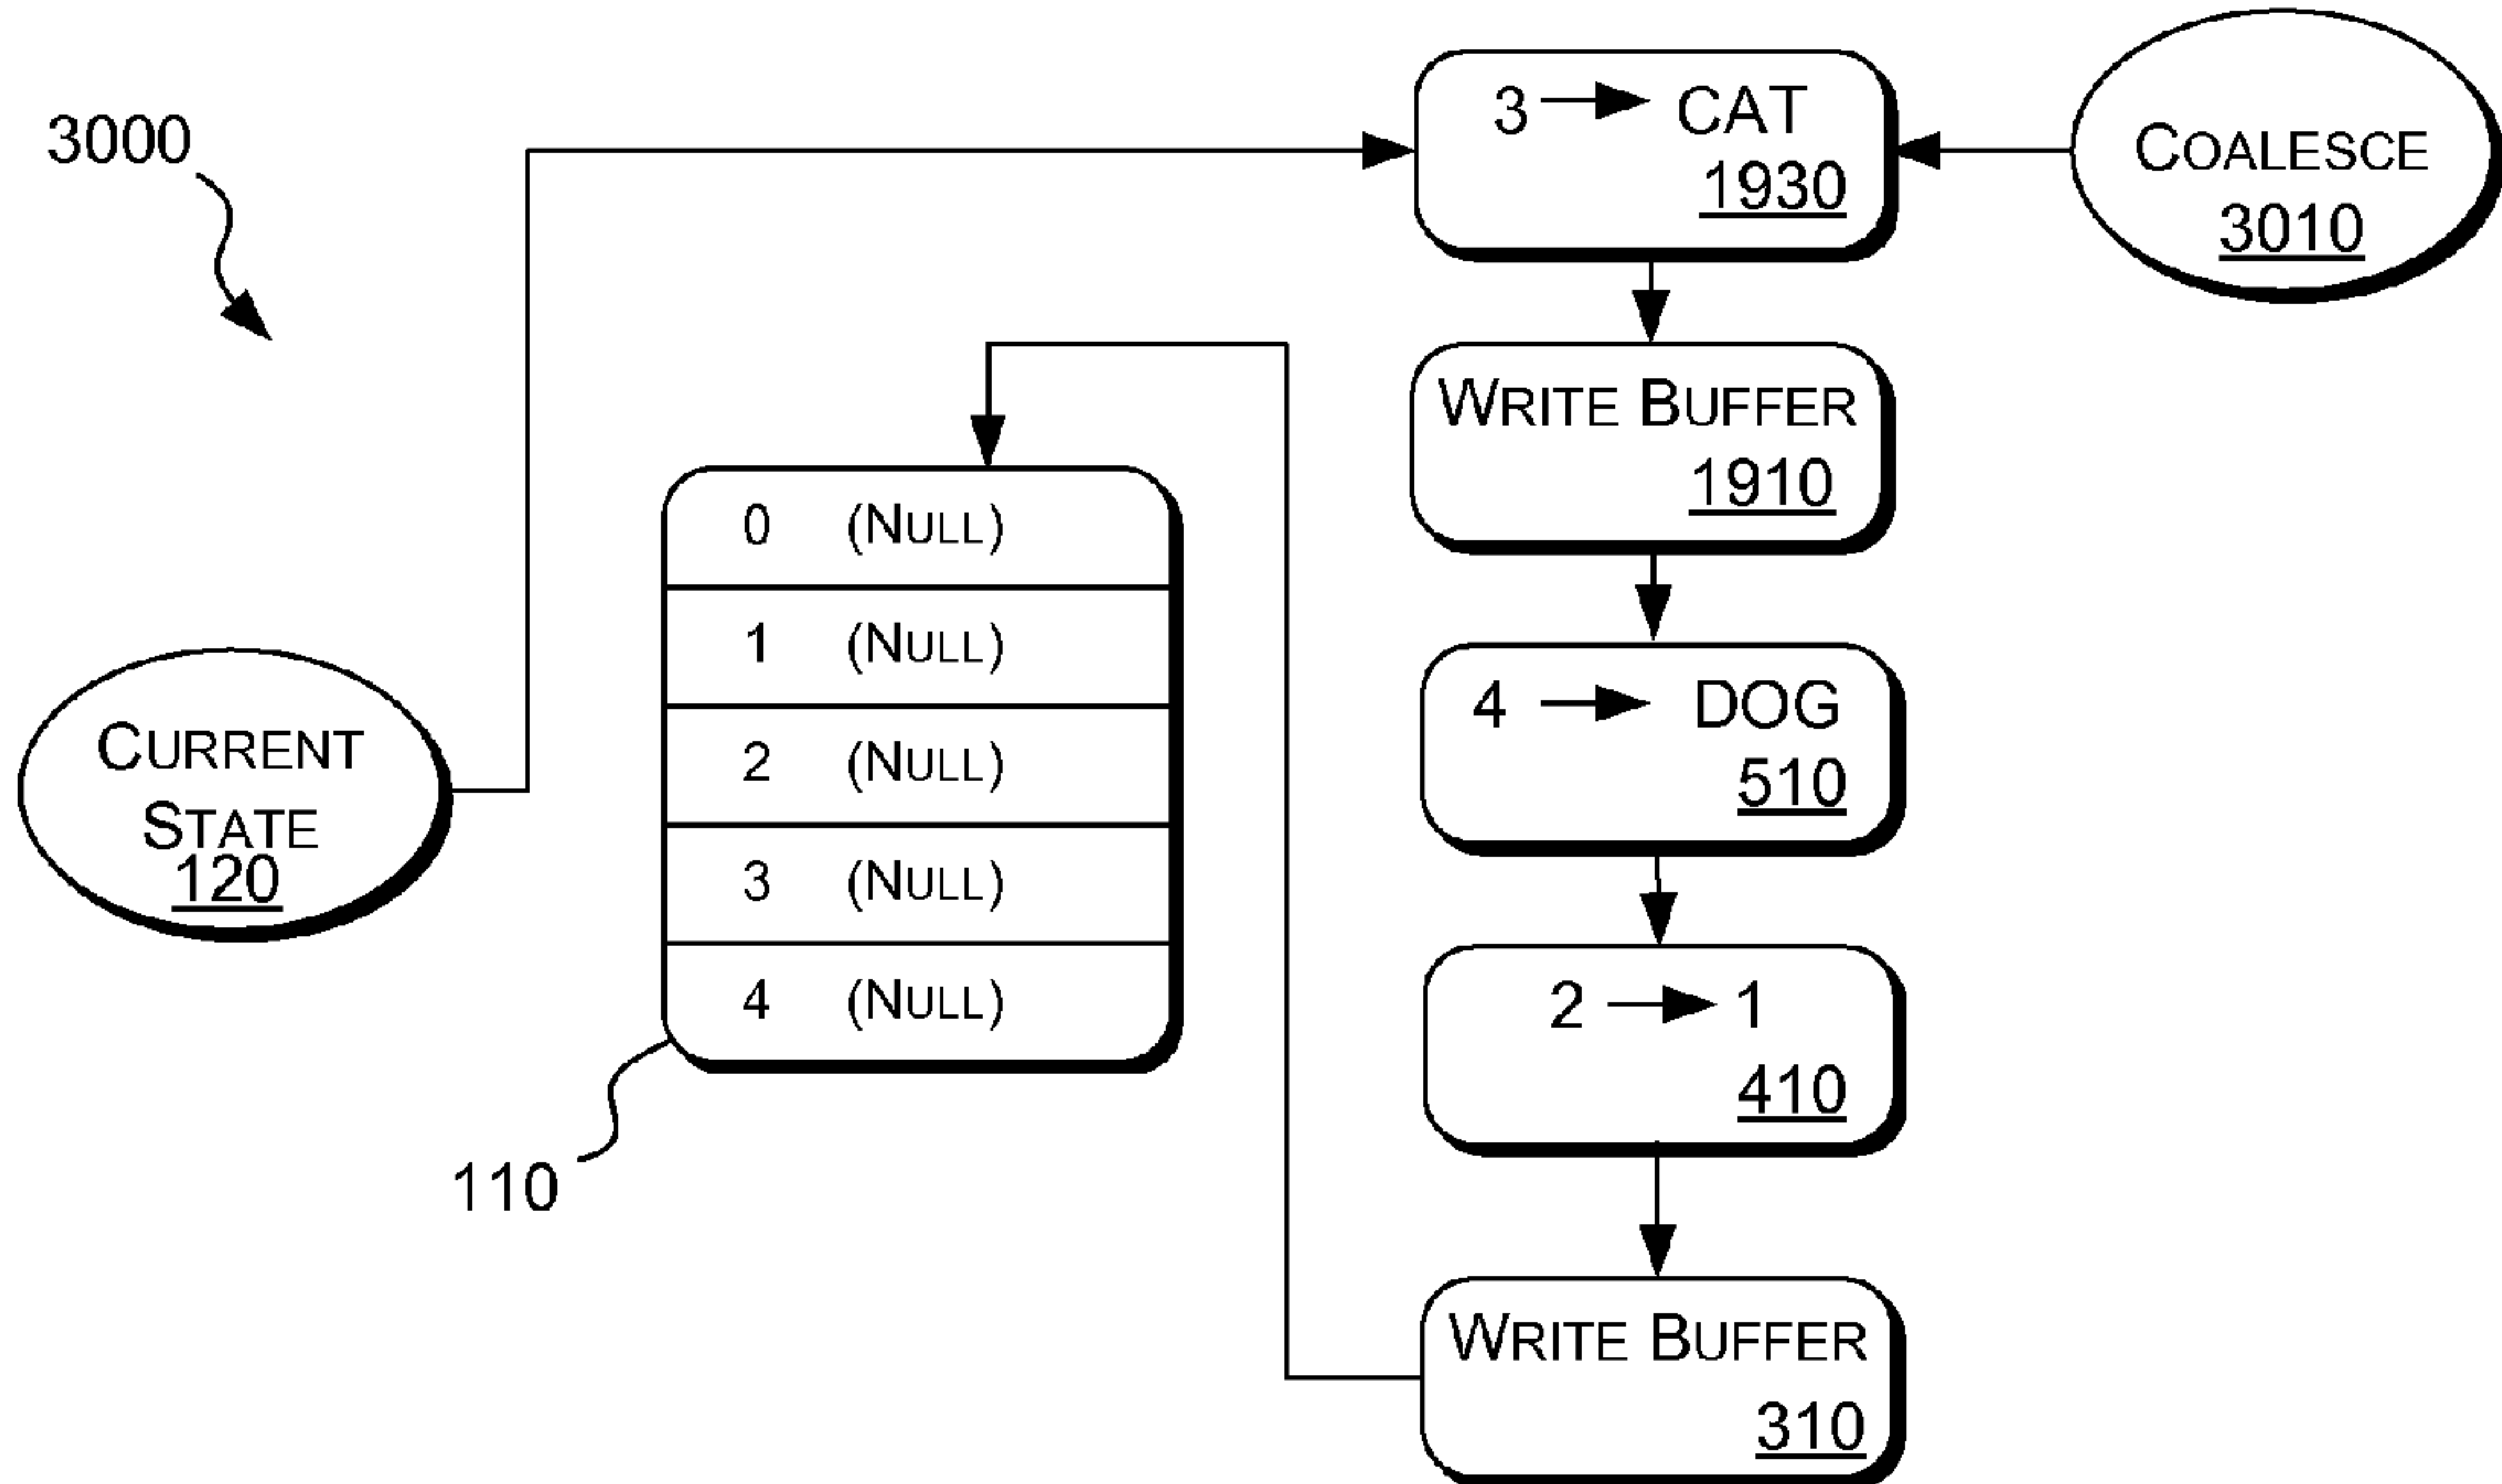 3000
3 → CAT
1930
COALESCE
3010
WRITE BUFFER
1910
0 (NULL)
1 (NULL)
2 (NULL)
3 (NULL)
4 (NULL)
110
CURRENT
STATE
120
4 → DOG
510
2 → 1
410
WRITE BUFFER
310